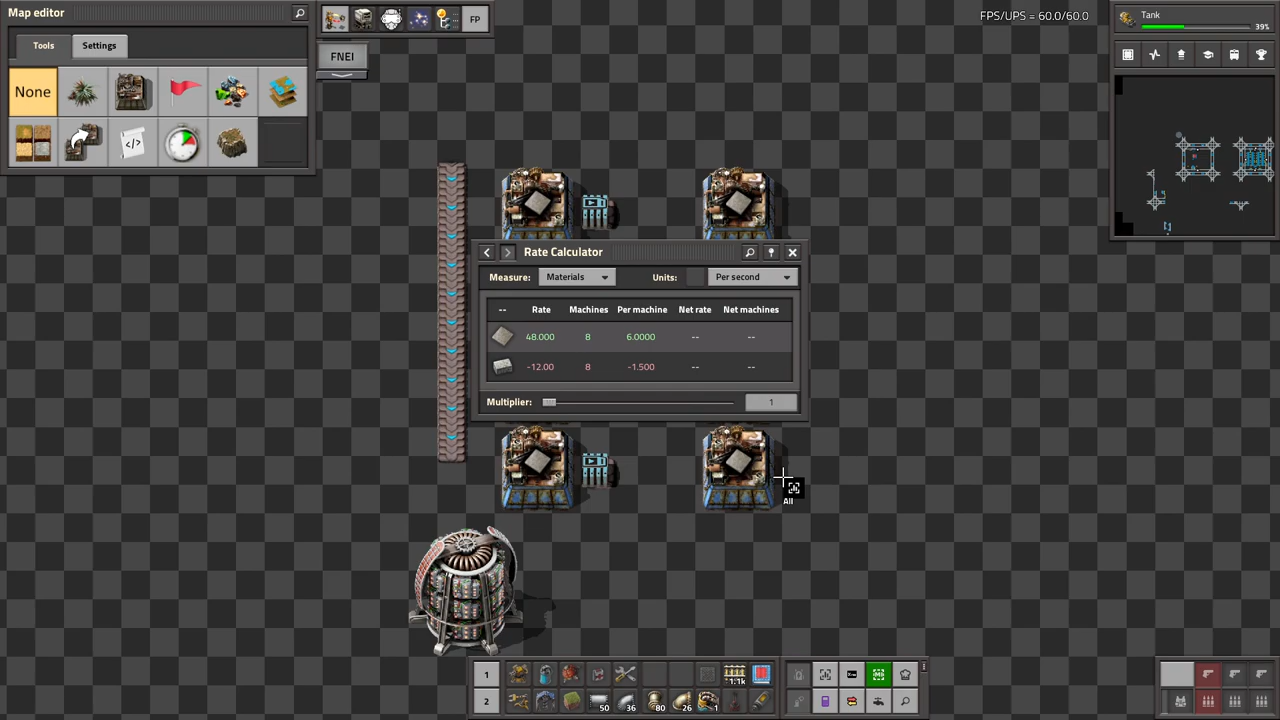 Map editor
Tools Settings
None
</>
FP
FNEI
FPS/UPS = 60.0/60.0
Tank
39%
Rate Calculator
Measure: Materials Units: Per second
-- Rate Machines Per machine Net rate Net machines
48.000 8 6.0000 -- --
-12.00 8 -1.500 -- --
Multiplier: 1
All
1 1.1k
2 50 36 80 26 1